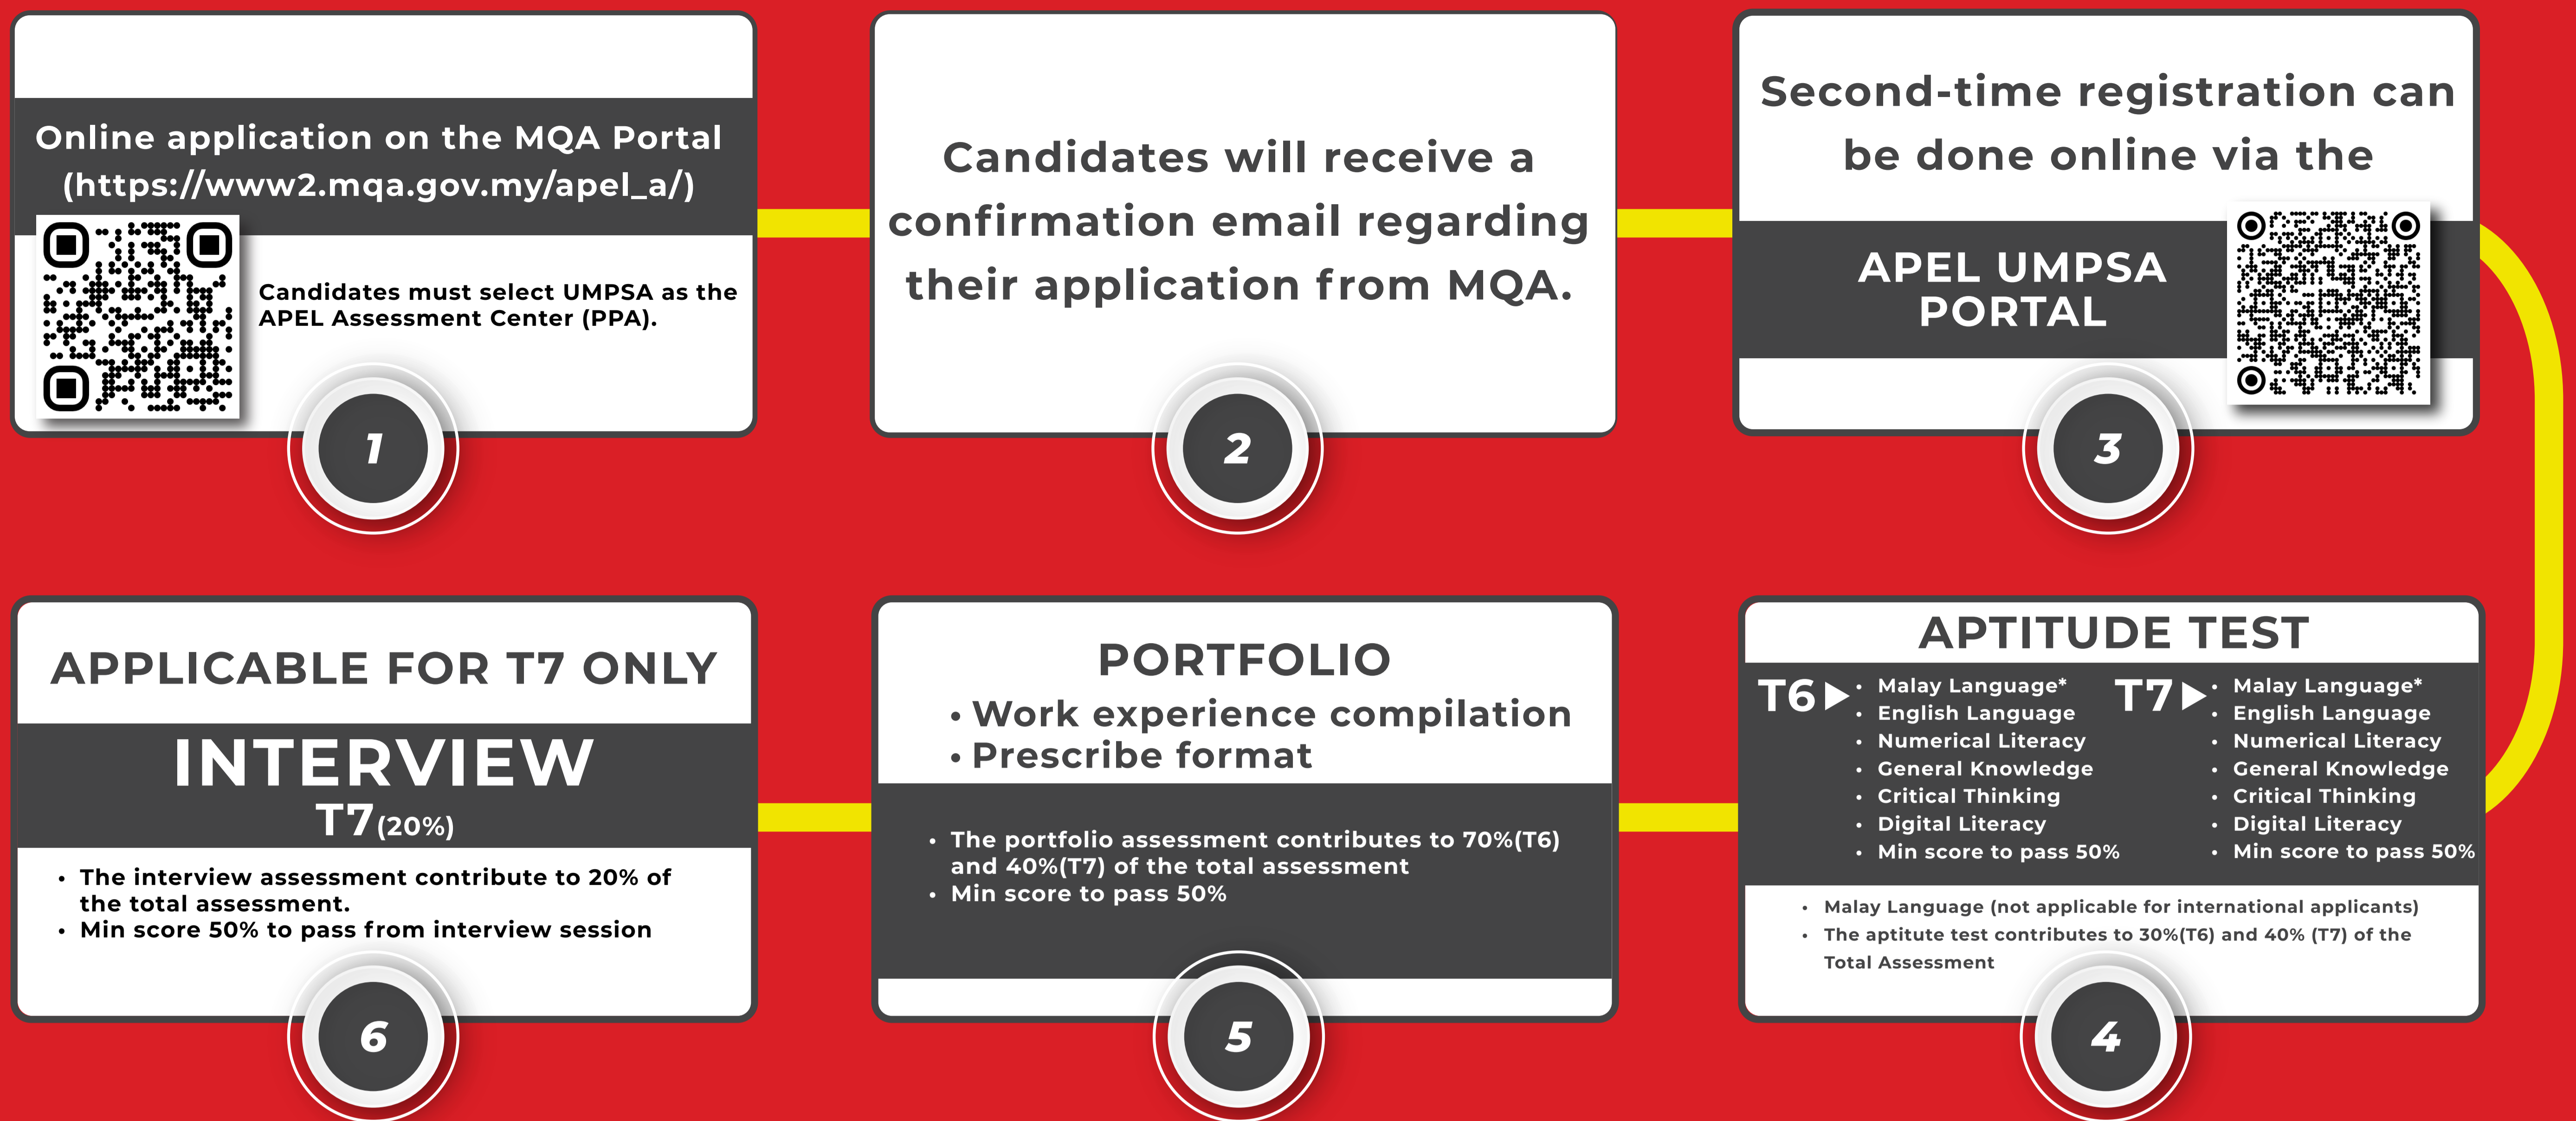 Online application on the MQA Portal
(https://www2.mqa.gov.my/apel_a/)
Candidates must select UMPSA as the
APEL Assessment Center (PPA).
1
Candidates will receive a
confirmation email regarding
their application from MQA.
2
Second-time registration can
be done online via the
APEL UMPSA
PORTAL
3
APTITUDE TEST
T6
• Malay Language*
• English Language
• Numerical Literacy
• General Knowledge
• Critical Thinking
• Digital Literacy
• Min score to pass 50%
T7
• Malay Language*
• English Language
• Numerical Literacy
• General Knowledge
• Critical Thinking
• Digital Literacy
• Min score to pass 50%
• Malay Language (not applicable for international applicants)
• The aptitute test contributes to 30%(T6) and 40% (T7) of the
Total Assessment
4
PORTFOLIO
• Work experience compilation
• Prescribe format
• The portfolio assessment contributes to 70%(T6)
and 40%(T7) of the total assessment
• Min score to pass 50%
5
APPLICABLE FOR T7 ONLY
INTERVIEW
T7(20%)
• The interview assessment contribute to 20% of
the total assessment.
• Min score 50% to pass from interview session
6